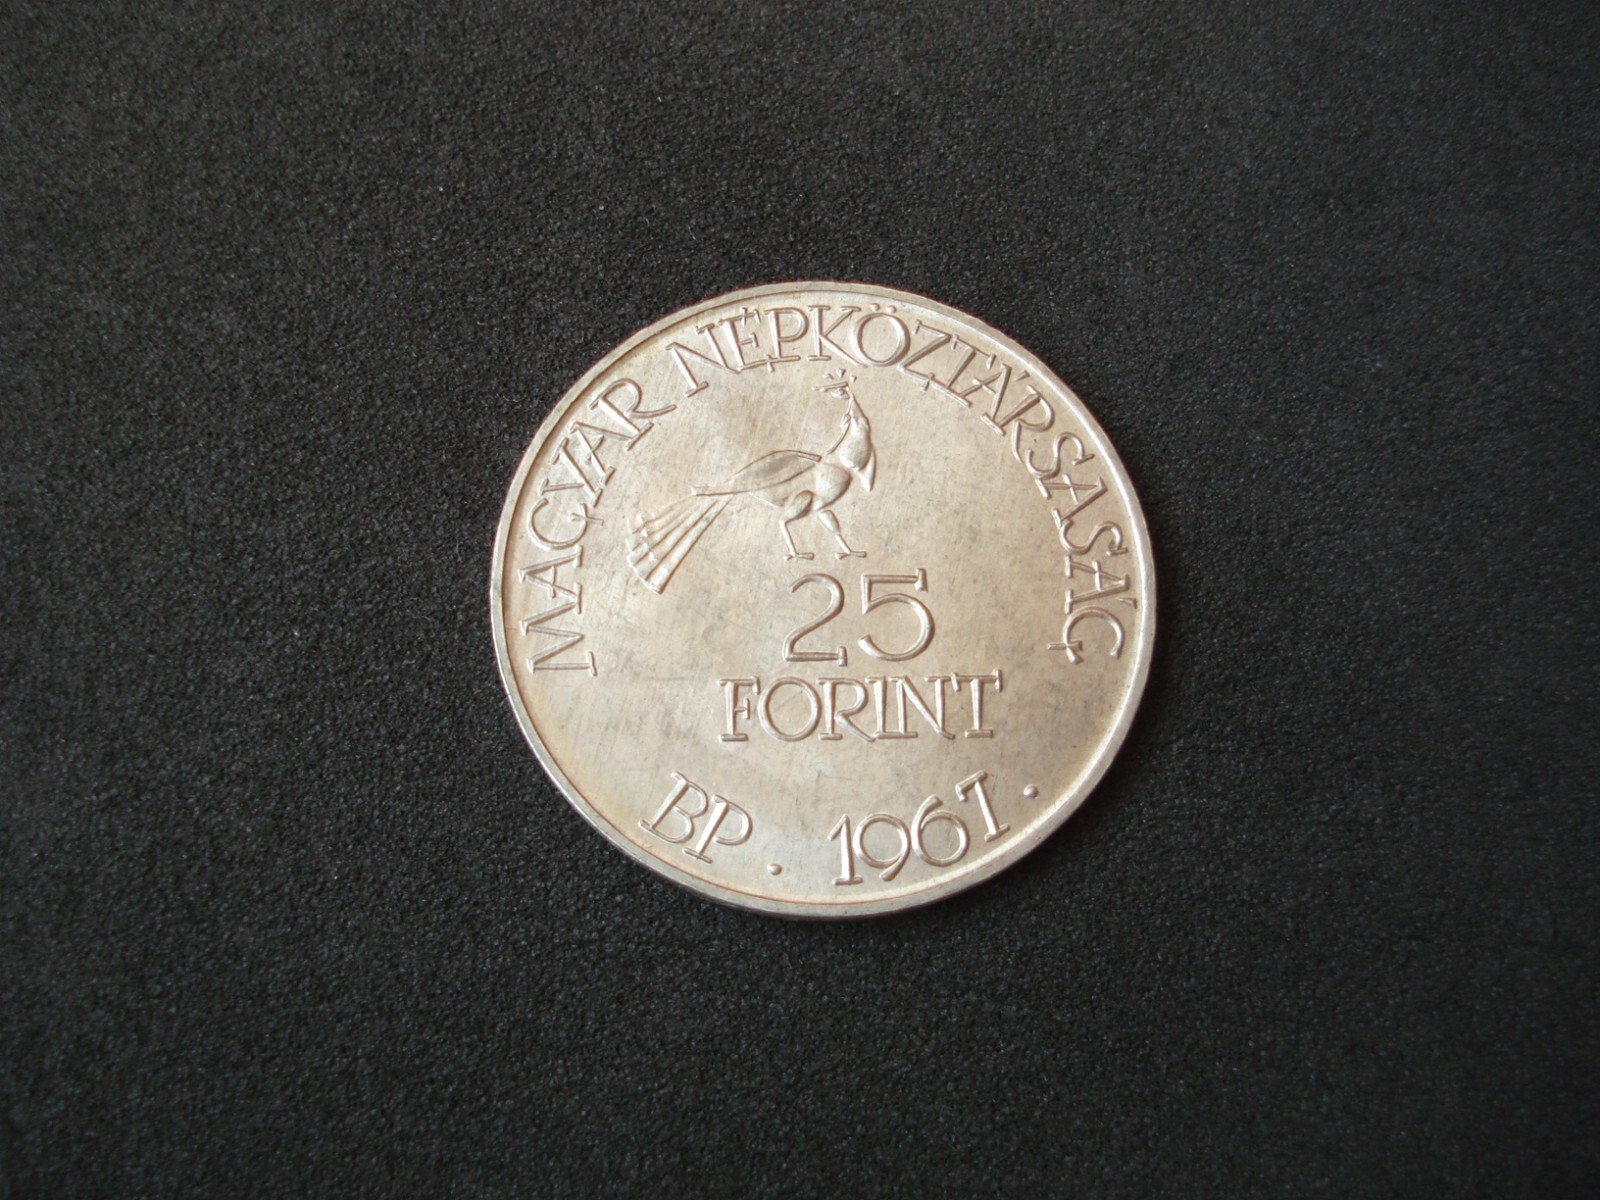 MAGYAR NÉPKÖZTÁRSASÁG
25
FORINT
BP. 1967.